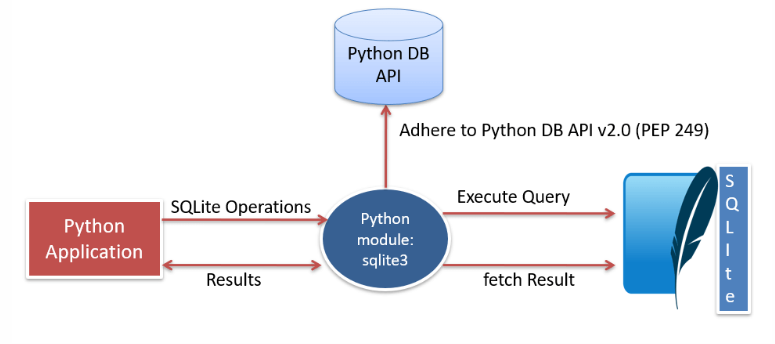 Python DB
API
Adhere to Python DB API v2.0 (PEP 249)
SQLite Operations
Execute Query
Python
Application
Python
module:
sqlite3
Results
fetch Result
S
Q
L
I
t
e